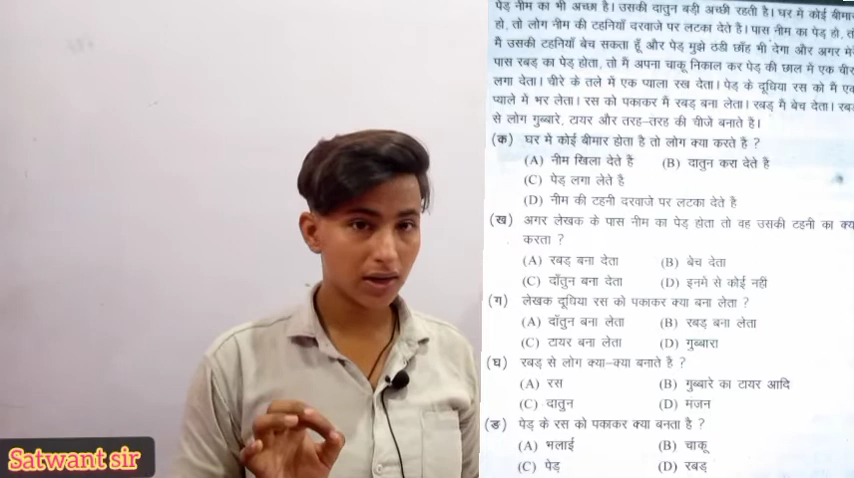 पेड़ नीम का भी अच्छा है। उसकी दातुन बड़ी अच्छी रहती है। घर मे कोई बीमार
हो, तो लोग नीम की टहनियाँ दरवाजे पर लटका देते है। पास नीम का पेड़ हो, तो
मै उसकी टहनियाँ बेच सकता हूँ और पेड़ मुझे ठंडी छाँह भी देगा और अगर मेरे
पास रबड़ का पेड़ होता, तो मै अपना चाकू निकाल कर पेड़ की छाल में एक चीरा
लगा देता। चीरे के तले में एक प्याला रख देता। पेड़ के दूधिया रस को मैं एक
प्याले में भर लेता। रस को पकाकर मैं रबड़ बना लेता। रबड़ मै बेच देता। रबड़
से लोग गुब्बारे, टायर और तरह-तरह की चीजे बनाते है।
(क) घर मे कोई बीमार होता है तो लोग क्या करते है ?
(A) नीम खिला देते है (B) दातुन करा देते है
(C) पेड़ लगा लेते है
(D) नीम की टहनी दरवाजे पर लटका देते है
(ख) अगर लेखक के पास नीम का पेड़ होता तो वह उसकी टहनी का क्या
करता ?
(A) रबड़ बना देता (B) बेच देता
(C) दाँतुन बना देता (D) इनमें से कोई नही
(ग) लेखक दूधिया रस को पकाकर क्या बना लेता ?
(A) दाँतुन बना लेता (B) रबड़ बना लेता
(C) टायर बना लेता (D) गुब्बारा
(घ) रबड़ से लोग क्या-क्या बनाते है ?
(A) रस (B) गुब्बारे का टायर आदि
(C) दातुन (D) मंजन
(ङ) पेड़ के रस को पकाकर क्या बनता है ?
(A) भलाई (B) चाकू
(C) पेड़ (D) रबड़
Satwant sir